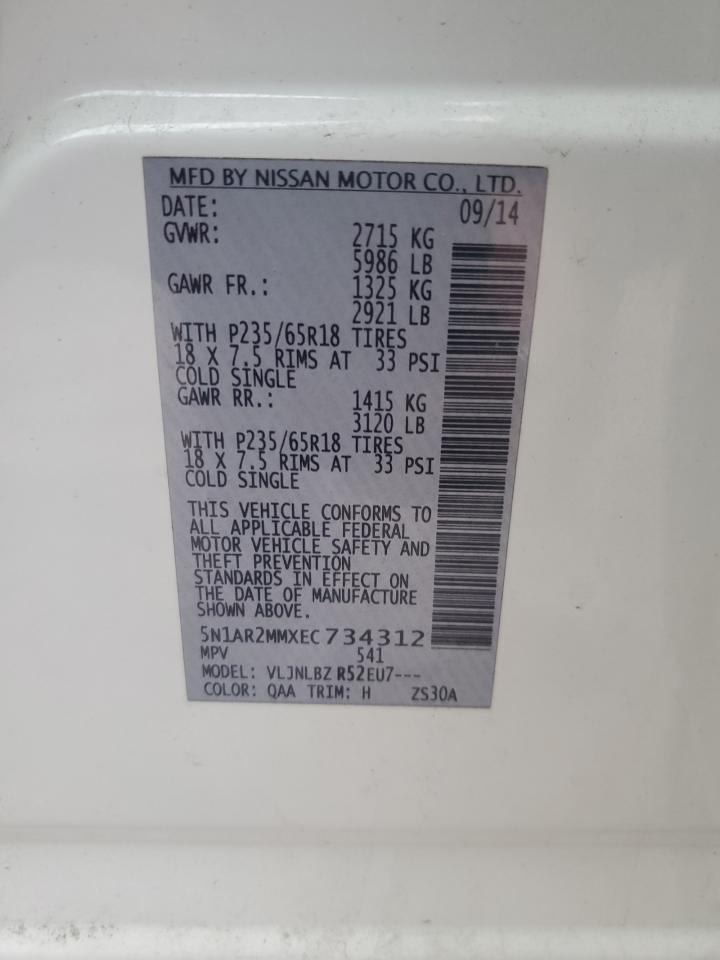 MFD BY NISSAN MOTOR CO., LTD.
DATE: 09/14
GVWR: 2715 KG
5986 LB
GAWR FR.: 1325 KG
2921 LB
WITH P235/65R18 TIRES
18 X 7.5 RIMS AT 33 PSI
COLD SINGLE
GAWR RR.: 1415 KG
3120 LB
WITH P235/65R18 TIRES
18 X 7.5 RIMS AT 33 PSI
COLD SINGLE
THIS VEHICLE CONFORMS TO
ALL APPLICABLE FEDERAL
MOTOR VEHICLE SAFETY AND
THEFT PREVENTION
STANDARDS IN EFFECT ON
THE DATE OF MANUFACTURE
SHOWN ABOVE.
5N1AR2MMXEC734312
MPV 541
MODEL: VLJNLBZ R52EU7---
COLOR: QAA TRIM: H ZS30A